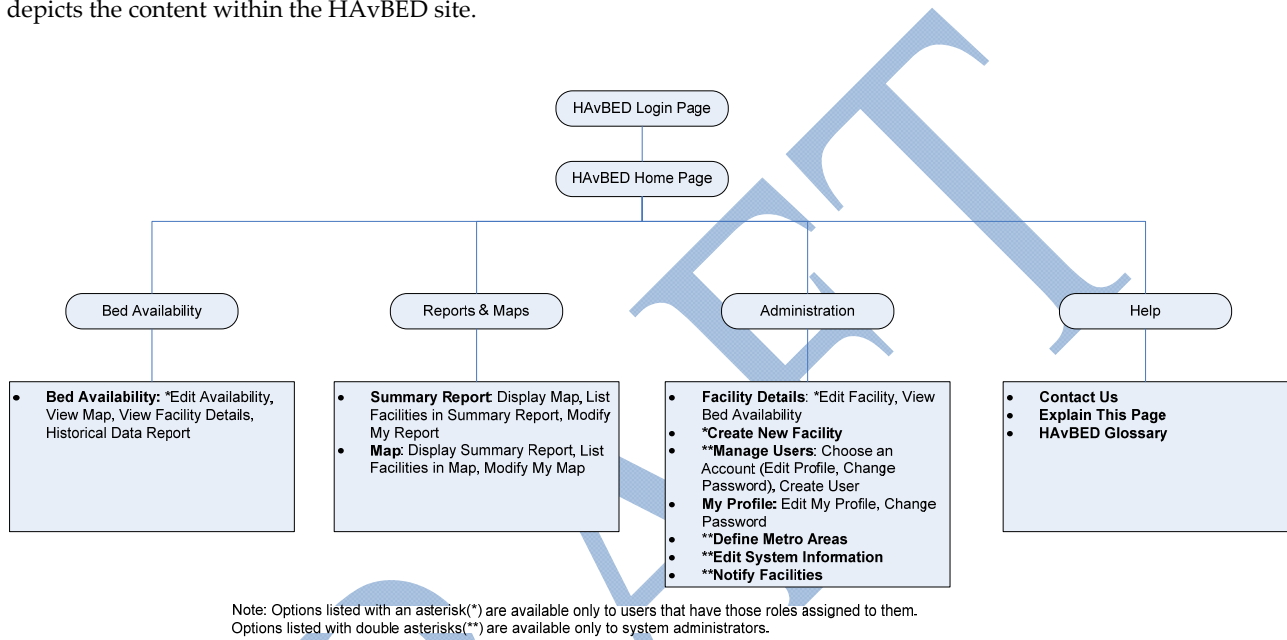 depicts the content within the HAvBED site.
HAvBED Login Page
HAvBED Home Page
Bed Availability
Reports & Maps
Administration
Help
• Bed Availability: *Edit Availability,
View Map, View Facility Details,
Historical Data Report
• Summary Report: Display Map, List
Facilities in Summary Report, Modify
My Report
• Map: Display Summary Report, List
Facilities in Map, Modify My Map
• Facility Details: *Edit Facility, View
Bed Availability
• *Create New Facility
• **Manage Users: Choose an
Account (Edit Profile, Change
Password), Create User
• My Profile: Edit My Profile, Change
Password
• **Define Metro Areas
• **Edit System Information
• **Notify Facilities
• Contact Us
• Explain This Page
• HAvBED Glossary
Note: Options listed with an asterisk(*) are available only to users that have those roles assigned to them.
Options listed with double asterisks(**) are available only to system administrators.